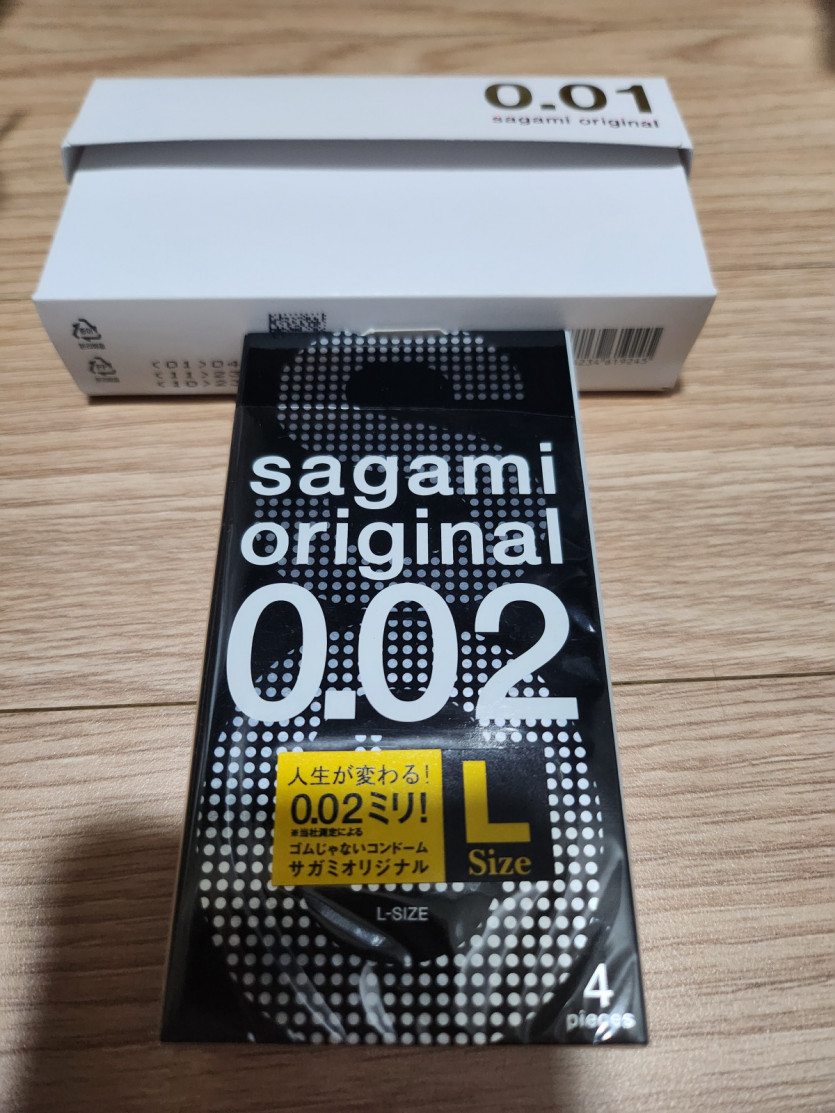 0.01
sagami original
sagami
original
0.02
人生が変わる!
0.02ミリ!
※当社測定による
ゴムじゃないコンドーム
サガミオリジナル
L
Size
L-SIZE
4
pieces